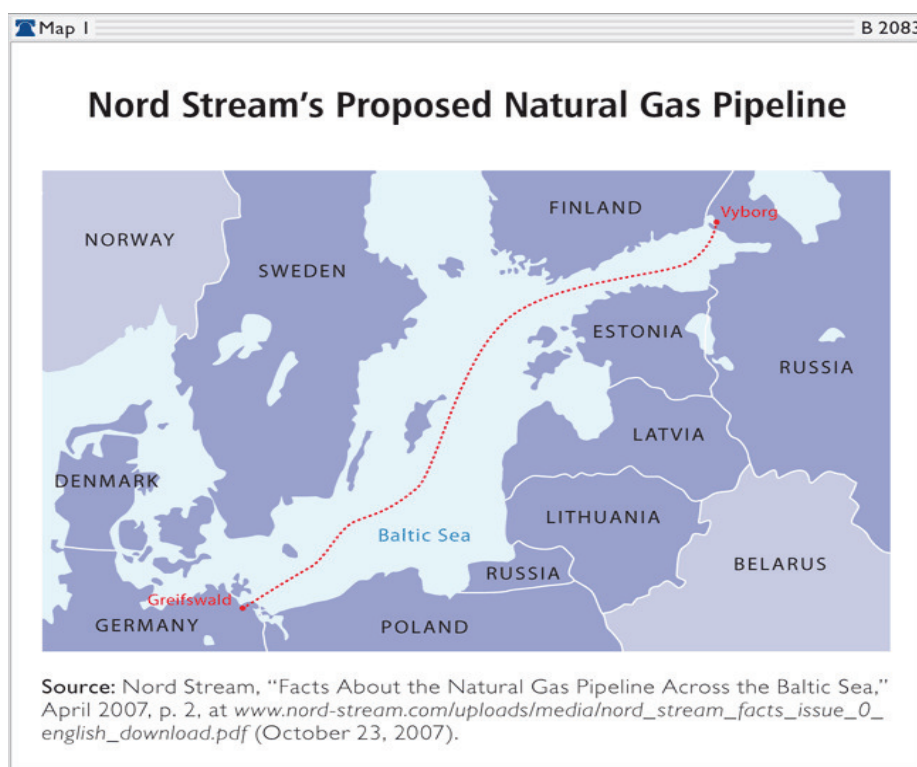 Map 1 B 2083
Nord Stream’s Proposed Natural Gas Pipeline
FINLAND
Vyborg
NORWAY
SWEDEN
ESTONIA
RUSSIA
LATVIA
DENMARK
LITHUANIA
Baltic Sea
BELARUS
RUSSIA
Greifswald
GERMANY
POLAND
Source: Nord Stream, “Facts About the Natural Gas Pipeline Across the Baltic Sea,”
April 2007, p. 2, at www.nord-stream.com/uploads/media/nord_stream_facts_issue_0_
english_download.pdf (October 23, 2007).